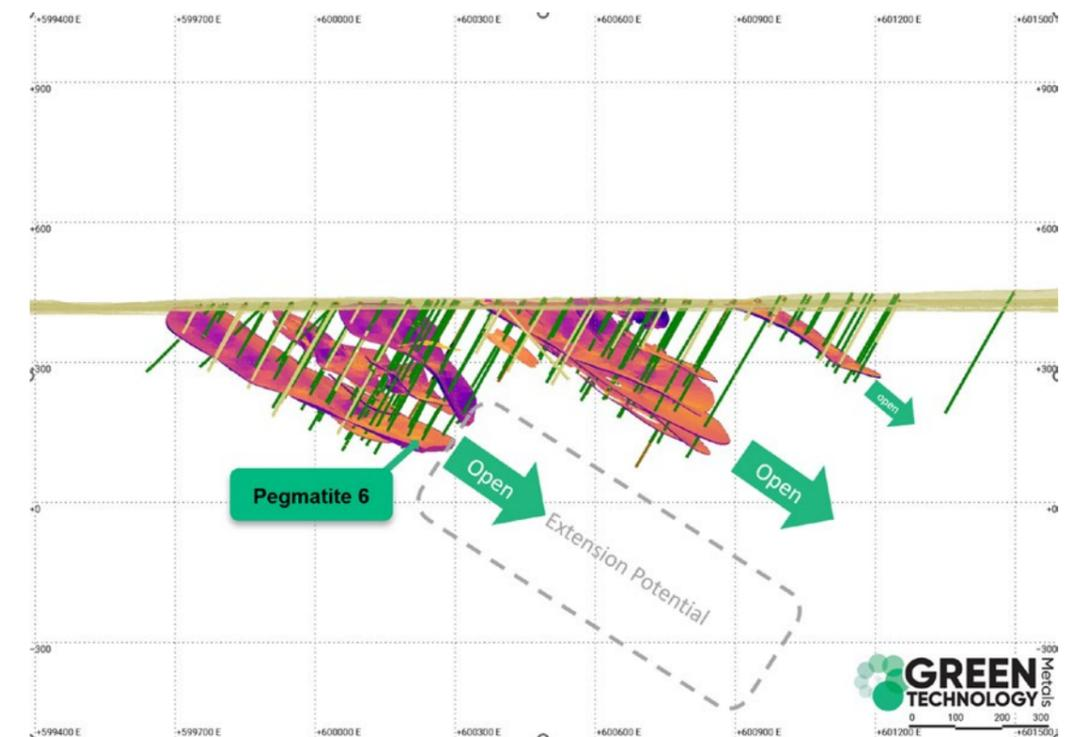 +599400 E +599700 E +600000 E +600300 E +600600 E +600900 E +601200 E +601500
+900 +900
+600 +600
+300 +300
open
Pegmatite 6
Open
Open
+0 +0
Extension Potential
-300 -300
GREEN
TECHNOLOGY
Metals
0 100 200 300
+599400 E +599700 E +600000 E +600300 E +600600 E +600900 E +601200 E +601500